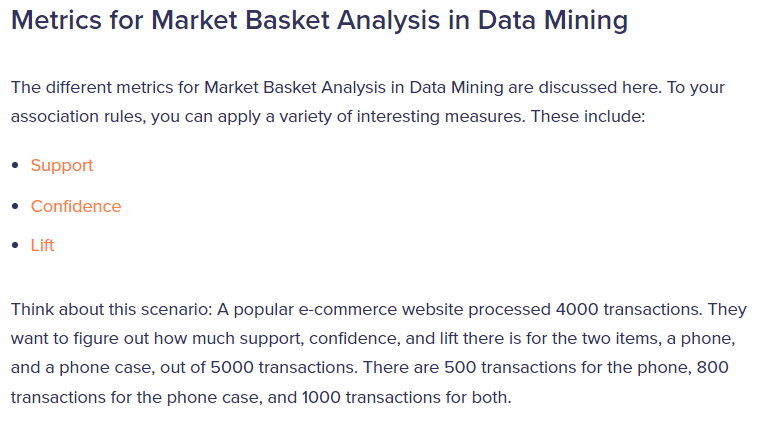 Metrics for Market Basket Analysis in Data Mining
The different metrics for Market Basket Analysis in Data Mining are discussed here. To your
association rules, you can apply a variety of interesting measures. These include:
• Support
• Confidence
• Lift
Think about this scenario: A popular e-commerce website processed 4000 transactions. They
want to figure out how much support, confidence, and lift there is for the two items, a phone,
and a phone case, out of 5000 transactions. There are 500 transactions for the phone, 800
transactions for the phone case, and 1000 transactions for both.